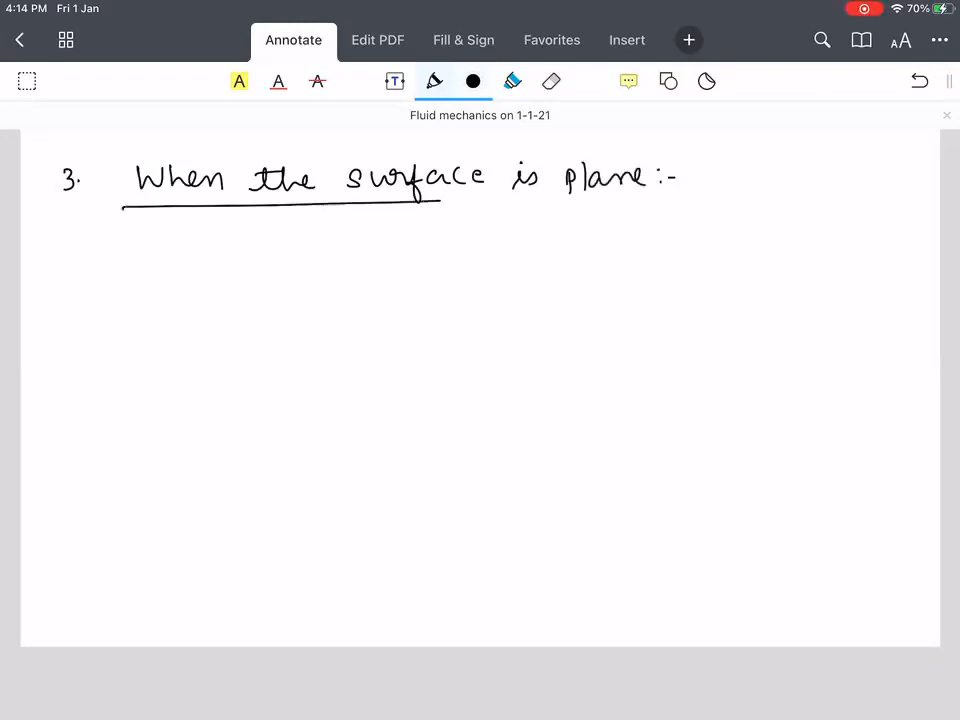 4:14 PM Fri 1 Jan 70%
Annotate Edit PDF Fill & Sign Favorites Insert
A A A T
Fluid mechanics on 1-1-21
3. When the surface is plane:-